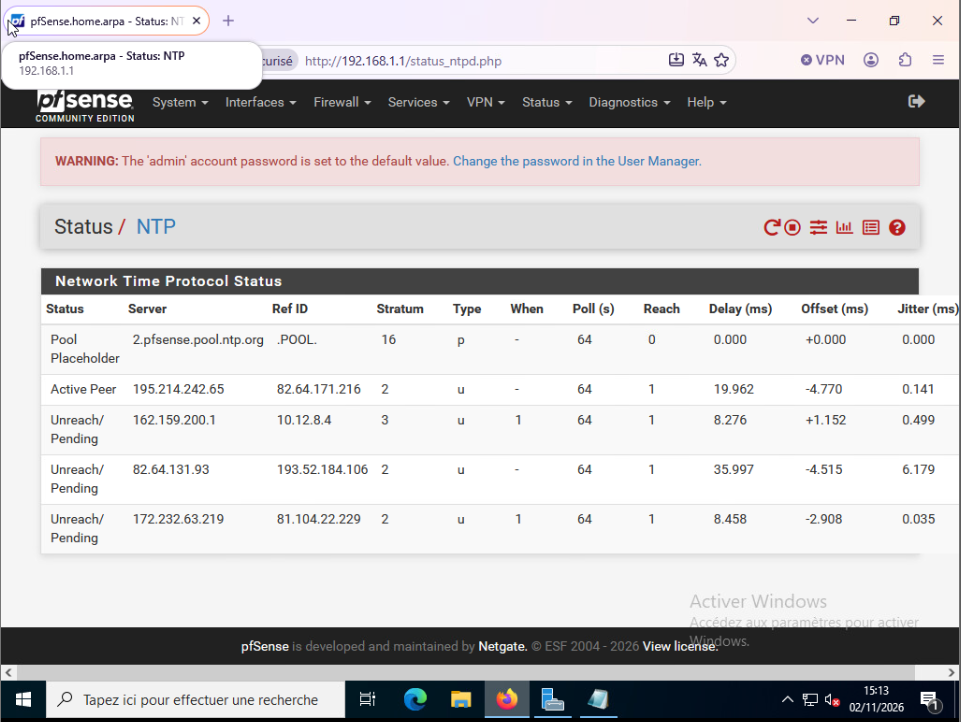 pfSense.home.arpa - Status: NT
pfSense.home.arpa - Status: NTP
192.168.1.1
curisé http://192.168.1.1/status_ntpd.php VPN
pfsense
COMMUNITY EDITION
System Interfaces Firewall Services VPN Status Diagnostics Help
WARNING: The 'admin' account password is set to the default value. Change the password in the User Manager.
Status / NTP
Network Time Protocol Status
Status Server Ref ID Stratum Type When Poll (s) Reach Delay (ms) Offset (ms) Jitter (ms)
Pool Placeholder 2.pfsense.pool.ntp.org .POOL. 16 p - 64 0 0.000 +0.000 0.000
Active Peer 195.214.242.65 82.64.171.216 2 u - 64 1 19.962 -4.770 0.141
Unreach/ Pending 162.159.200.1 10.12.8.4 3 u 1 64 1 8.276 +1.152 0.499
Unreach/ Pending 82.64.131.93 193.52.184.106 2 u - 64 1 35.997 -4.515 6.179
Unreach/ Pending 172.232.63.219 81.104.22.229 2 u 1 64 1 8.458 -2.908 0.035
Activer Windows
Accédez aux paramètres pour activer
Windows.
pfSense is developed and maintained by Netgate. © ESF 2004 - 2026 View license.
Tapez ici pour effectuer une recherche
15:13
02/11/2026
1